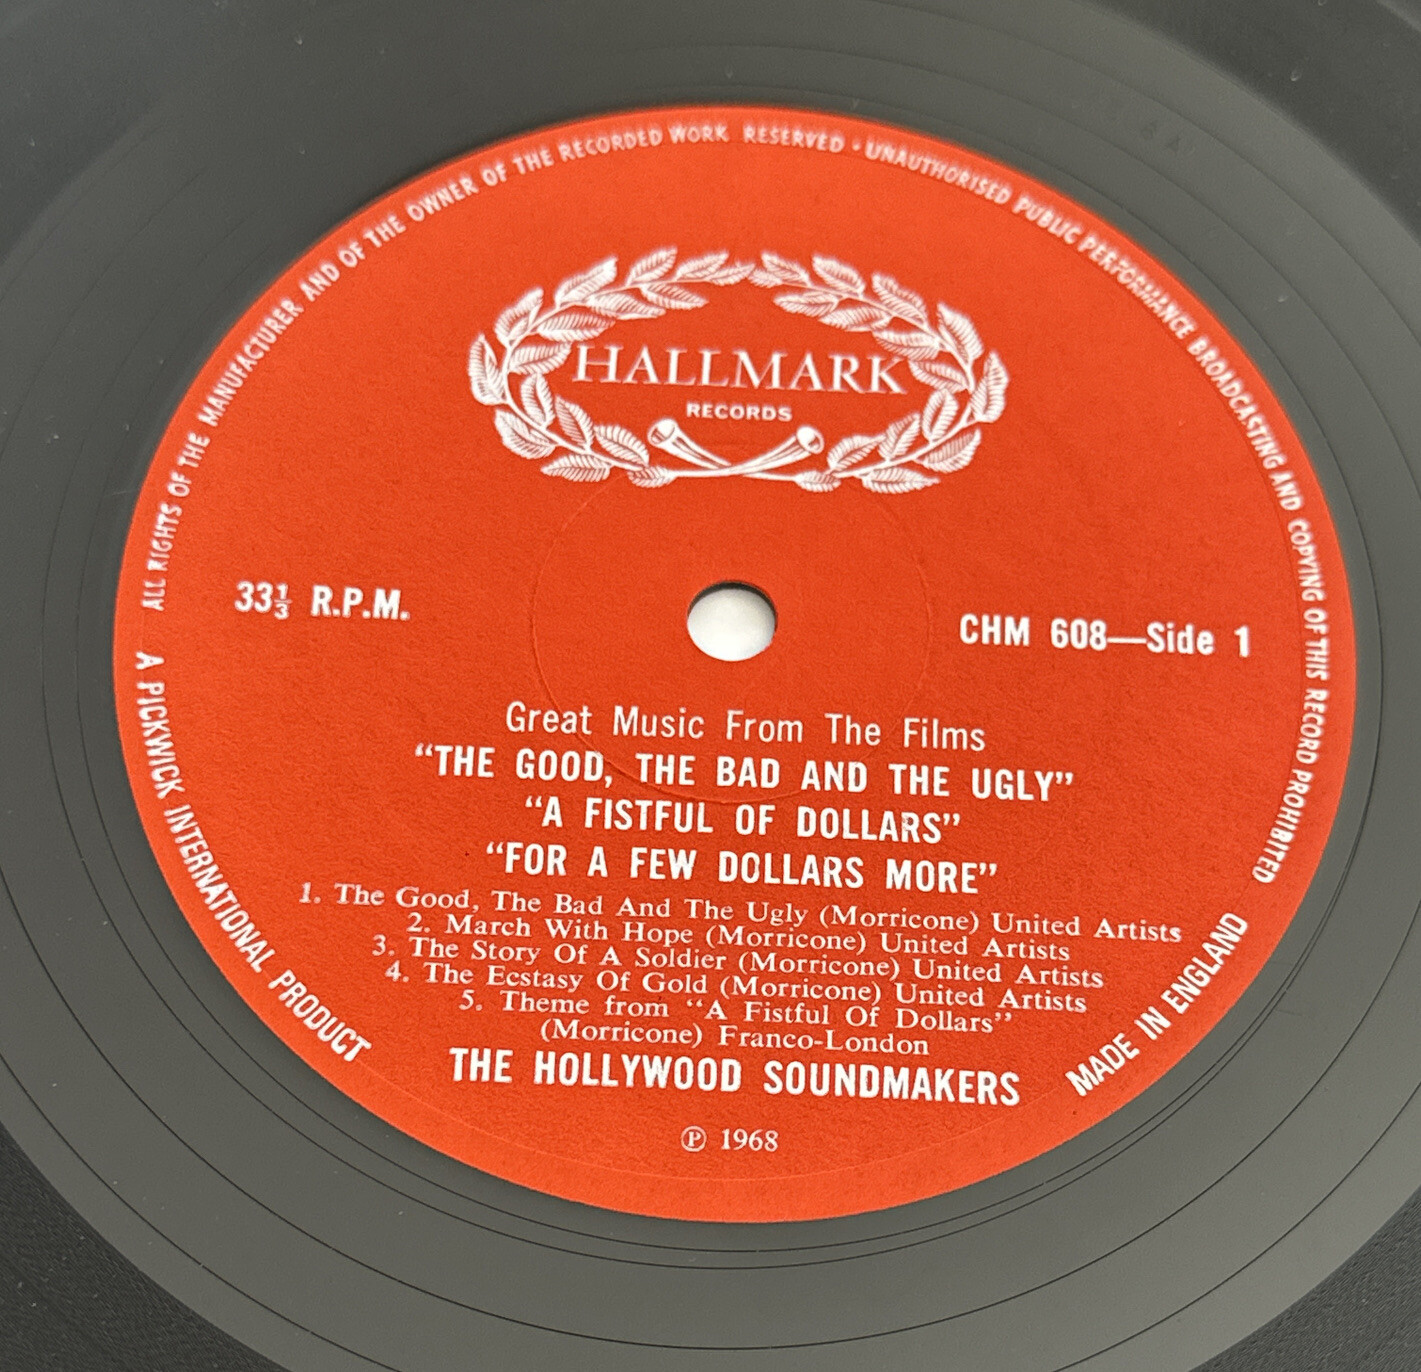 ALL RIGHTS OF THE MANUFACTURER AND OF THE OWNER OF THE RECORDED WORK RESERVED · UNAUTHORISED PUBLIC PERFORMANCE BROADCASTING AND COPYING OF THIS RECORD PROHIBITED
HALLMARK
RECORDS
33⅓ R.P.M.
CHM 608—Side 1
Great Music From The Films
“THE GOOD, THE BAD AND THE UGLY”
“A FISTFUL OF DOLLARS”
“FOR A FEW DOLLARS MORE”
1. The Good, The Bad And The Ugly (Morricone) United Artists
2. March With Hope (Morricone) United Artists
3. The Story Of A Soldier (Morricone) United Artists
4. The Ecstasy Of Gold (Morricone) United Artists
5. Theme from “A Fistful Of Dollars”
(Morricone) Franco-London
THE HOLLYWOOD SOUNDMAKERS
℗ 1968
A PICKWICK INTERNATIONAL PRODUCT
MADE IN ENGLAND